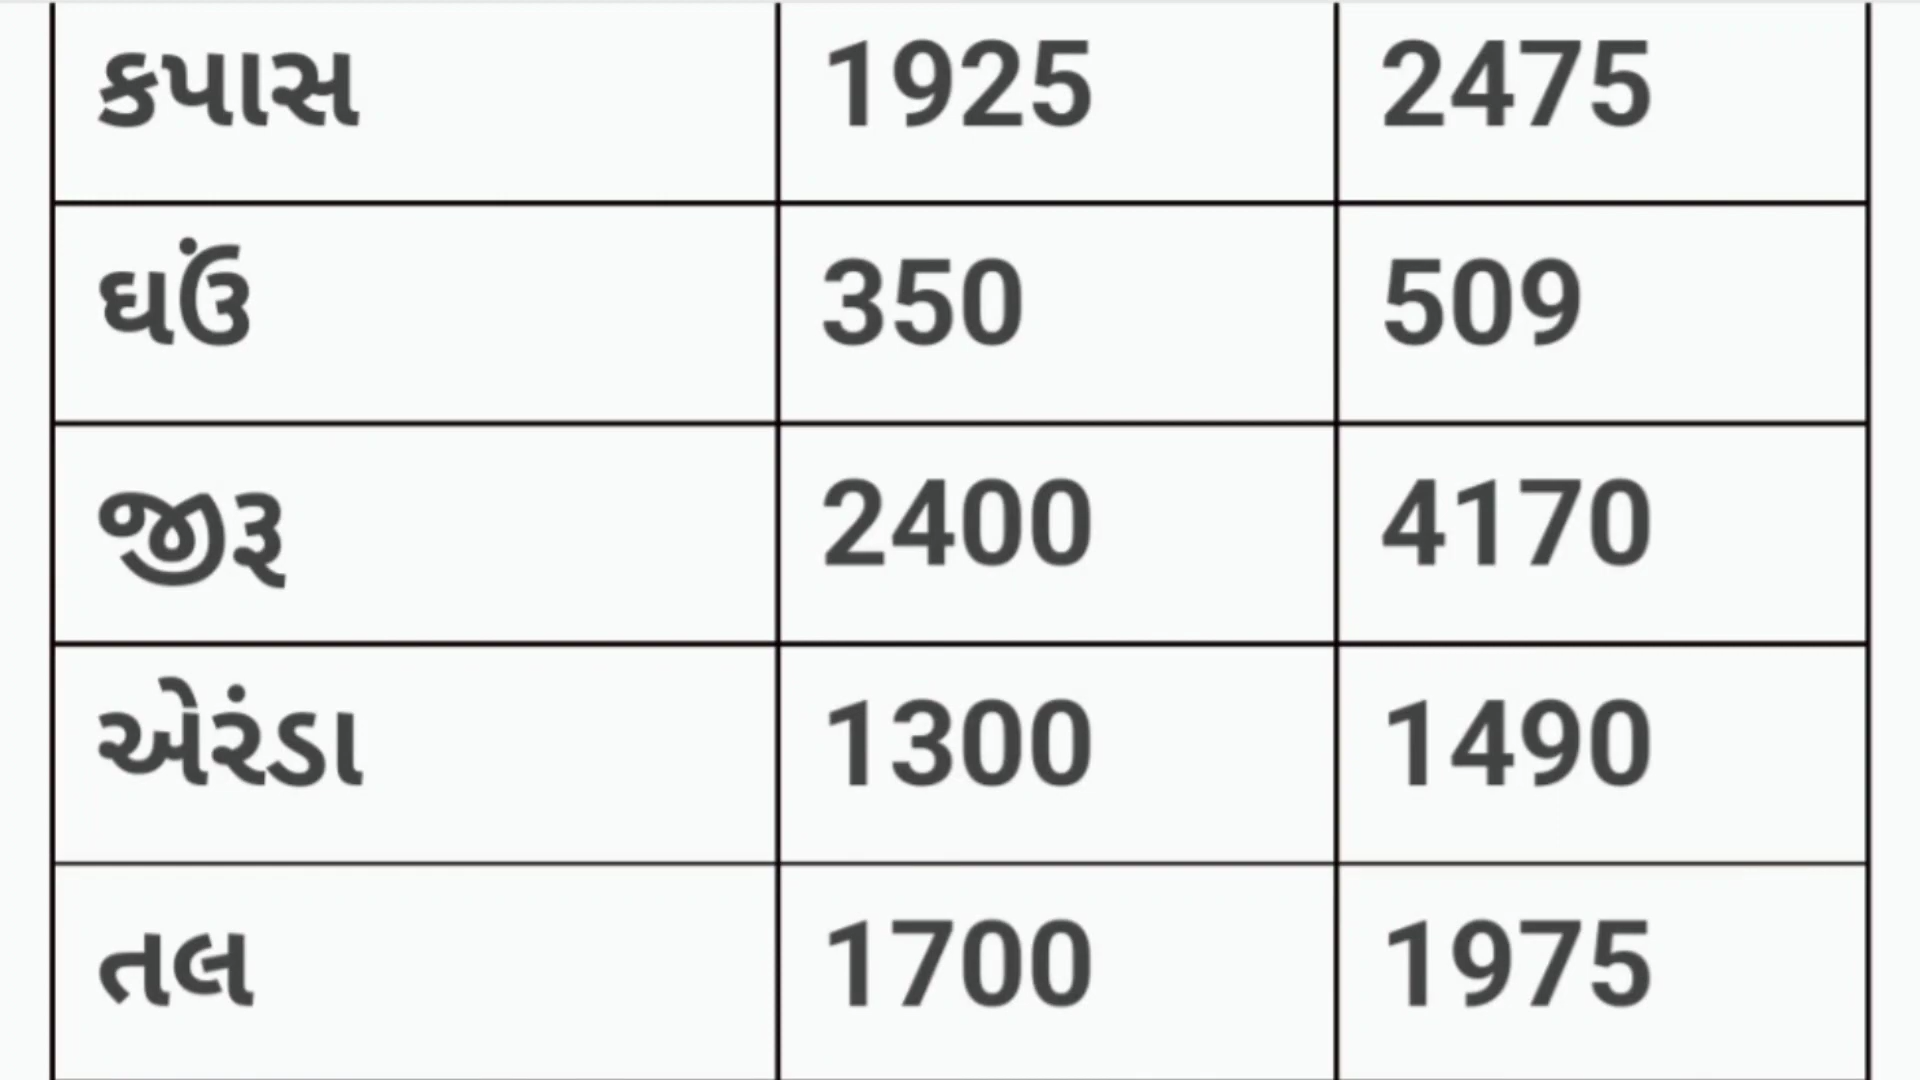 કપાસ 1925 2475
ઘઉં 350 509
જીરૂ 2400 4170
એરંડા 1300 1490
તલ 1700 1975